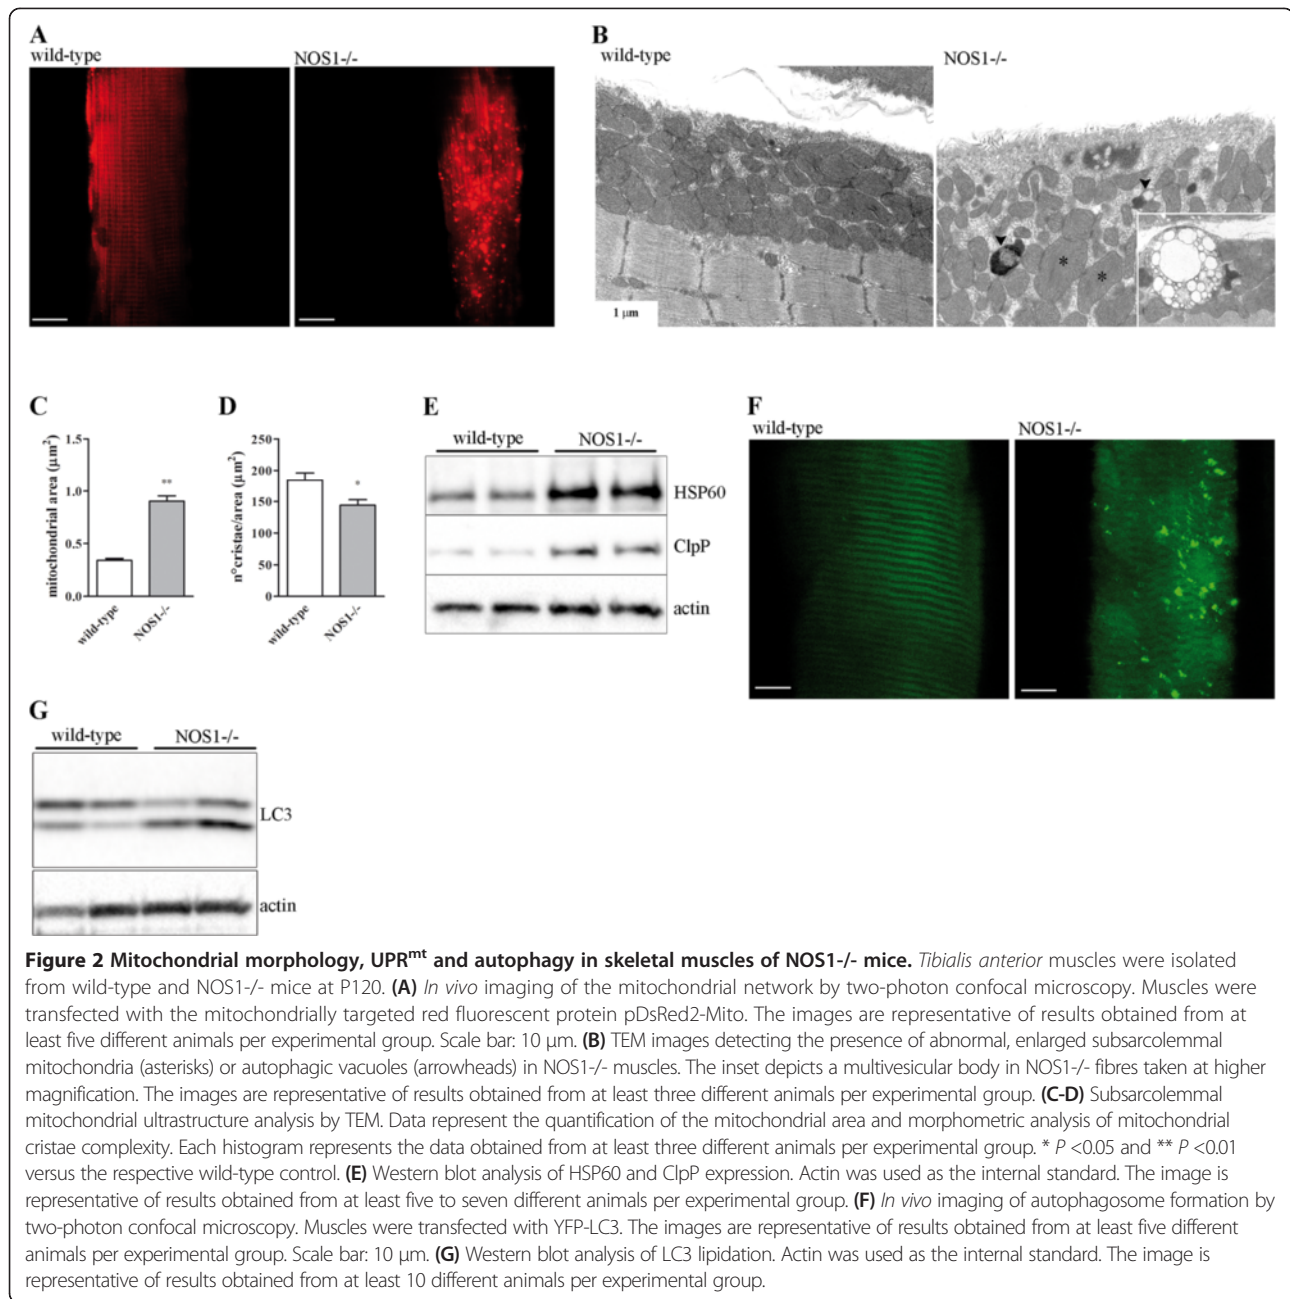 A
wild-type
NOS1-/-
B
wild-type
NOS1-/-
1 µm
*
*
C
mitochondrial area (µm²)
1.5
1.0
0.5
0.0
**
wild-type
NOS1-/-
D
n°cristae/area (µm²)
250
200
150
100
50
0
*
wild-type
NOS1-/-
E
wild-type
NOS1-/-
HSP60
ClpP
actin
F
wild-type
NOS1-/-
G
wild-type
NOS1-/-
LC3
actin
Figure 2 Mitochondrial morphology, UPRᵐᵗ and autophagy in skeletal muscles of NOS1-/- mice. Tibialis anterior muscles were isolated
from wild-type and NOS1-/- mice at P120. (A) In vivo imaging of the mitochondrial network by two-photon confocal microscopy. Muscles were
transfected with the mitochondrially targeted red fluorescent protein pDsRed2-Mito. The images are representative of results obtained from at
least five different animals per experimental group. Scale bar: 10 µm. (B) TEM images detecting the presence of abnormal, enlarged subsarcolemmal
mitochondria (asterisks) or autophagic vacuoles (arrowheads) in NOS1-/- muscles. The inset depicts a multivesicular body in NOS1-/- fibres taken at higher
magnification. The images are representative of results obtained from at least three different animals per experimental group. (C-D) Subsarcolemmal
mitochondrial ultrastructure analysis by TEM. Data represent the quantification of the mitochondrial area and morphometric analysis of mitochondrial
cristae complexity. Each histogram represents the data obtained from at least three different animals per experimental group. * P <0.05 and ** P <0.01
versus the respective wild-type control. (E) Western blot analysis of HSP60 and ClpP expression. Actin was used as the internal standard. The image is
representative of results obtained from at least five to seven different animals per experimental group. (F) In vivo imaging of autophagosome formation by
two-photon confocal microscopy. Muscles were transfected with YFP-LC3. The images are representative of results obtained from at least five different
animals per experimental group. Scale bar: 10 µm. (G) Western blot analysis of LC3 lipidation. Actin was used as the internal standard. The image is
representative of results obtained from at least 10 different animals per experimental group.